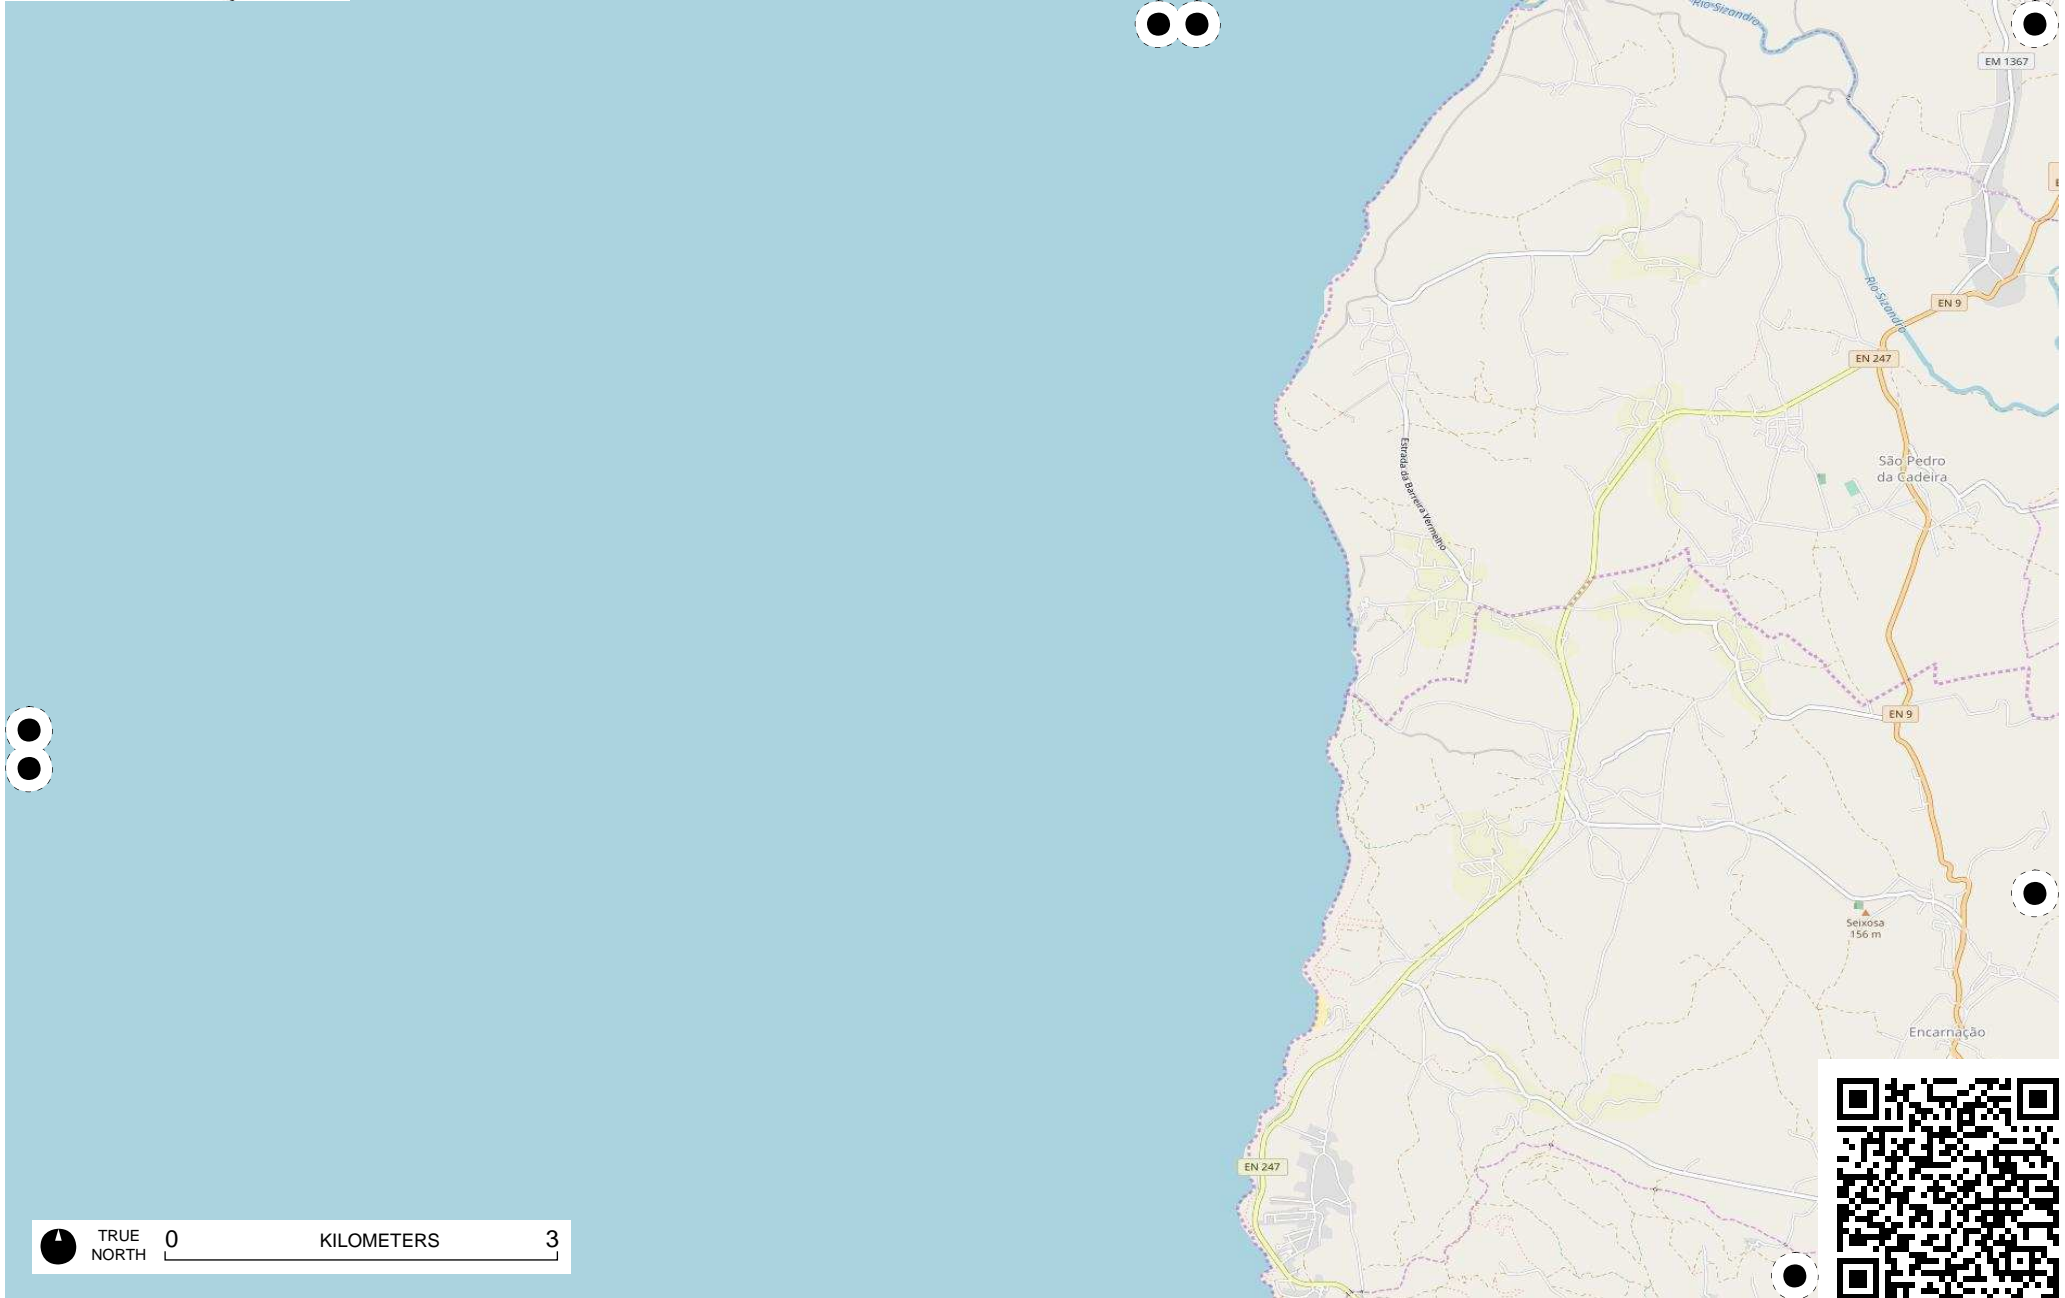 Rio Sizandro
EM 1367
Rio Sizandro
EN 9
EN 247
Estrada da Barreira Vermelho
São Pedro
da Cadeira
EN 9
Seixosa
156 m
Encarnação
EN 247
TRUE
NORTH
0
KILOMETERS
3